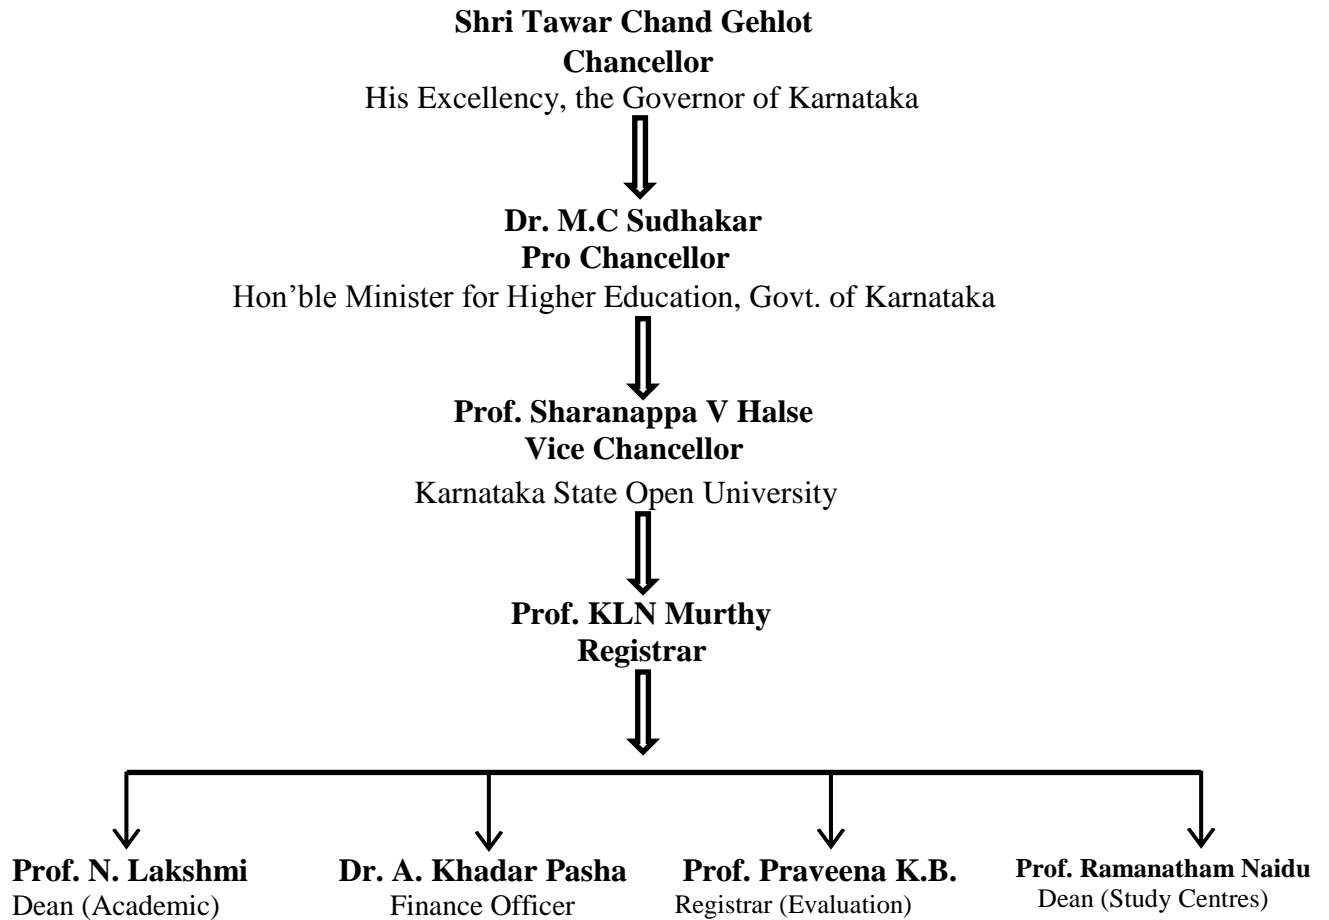 Shri Tawar Chand Gehlot
Chancellor
His Excellency, the Governor of Karnataka
Dr. M.C Sudhakar
Pro Chancellor
Hon’ble Minister for Higher Education, Govt. of Karnataka
Prof. Sharanappa V Halse
Vice Chancellor
Karnataka State Open University
Prof. KLN Murthy
Registrar
Prof. N. Lakshmi
Dean (Academic)
Dr. A. Khadar Pasha
Finance Officer
Prof. Praveena K.B.
Registrar (Evaluation)
Prof. Ramanatham Naidu
Dean (Study Centres)